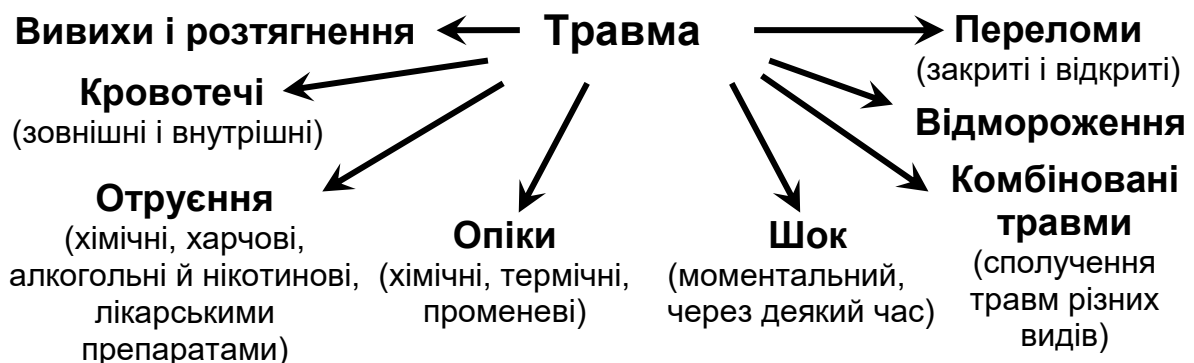 Травма
Вивихи і розтягнення
Кровотечі
(зовнішні і внутрішні)
Отруєння
(хімічні, харчові,
алкогольні й нікотинові,
лікарськими
препаратами)
Опіки
(хімічні, термічні,
променеві)
Шок
(моментальний,
через деякий час)
Переломи
(закриті і відкриті)
Відмороження
Комбіновані
травми
(сполучення
травм різних
видів)